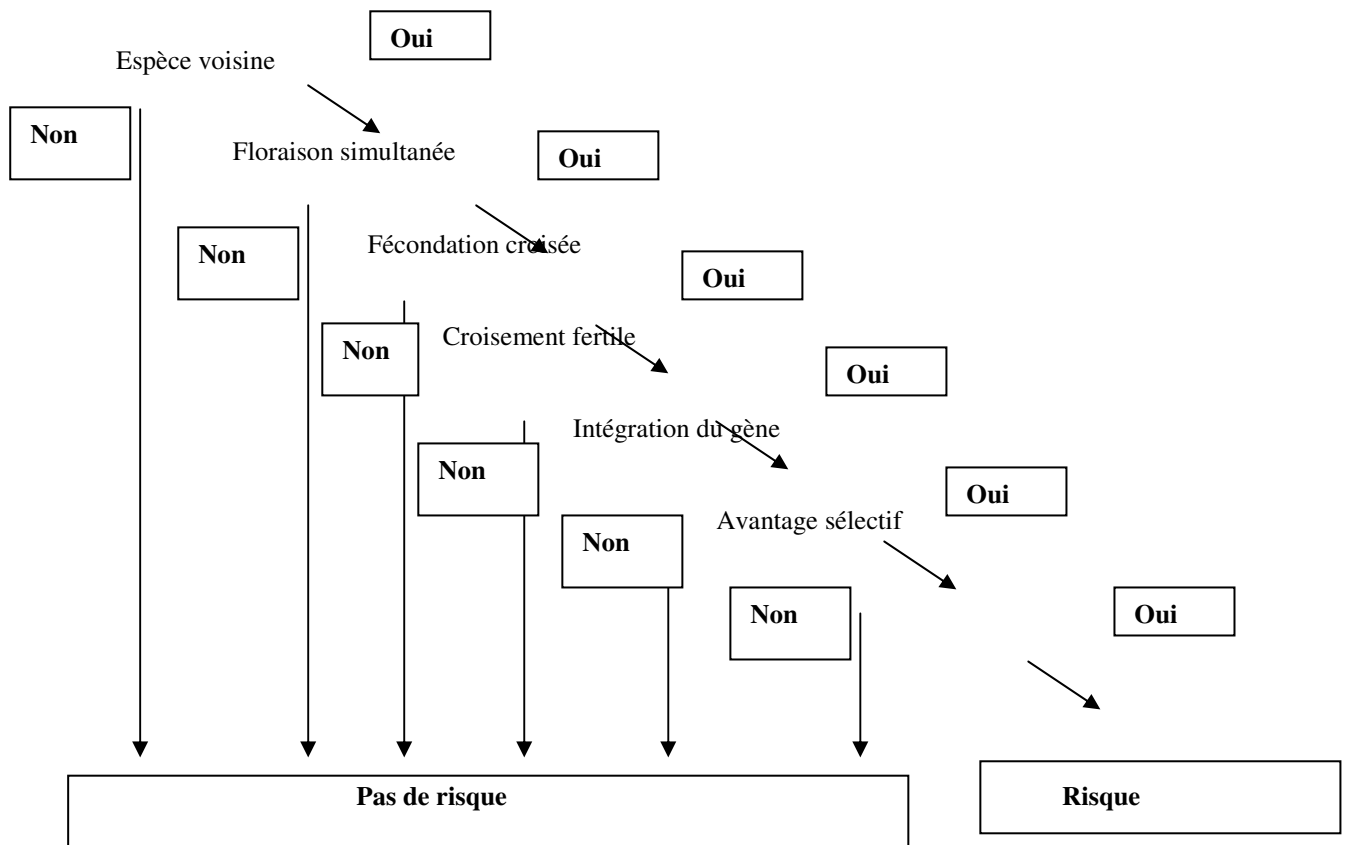 Oui
Espèce voisine
Non
Floraison simultanée
Oui
Non
Fécondation croisée
Oui
Non
Croisement fertile
Oui
Non
Intégration du gène
Oui
Non
Avantage sélectif
Non
Oui
Pas de risque
Risque